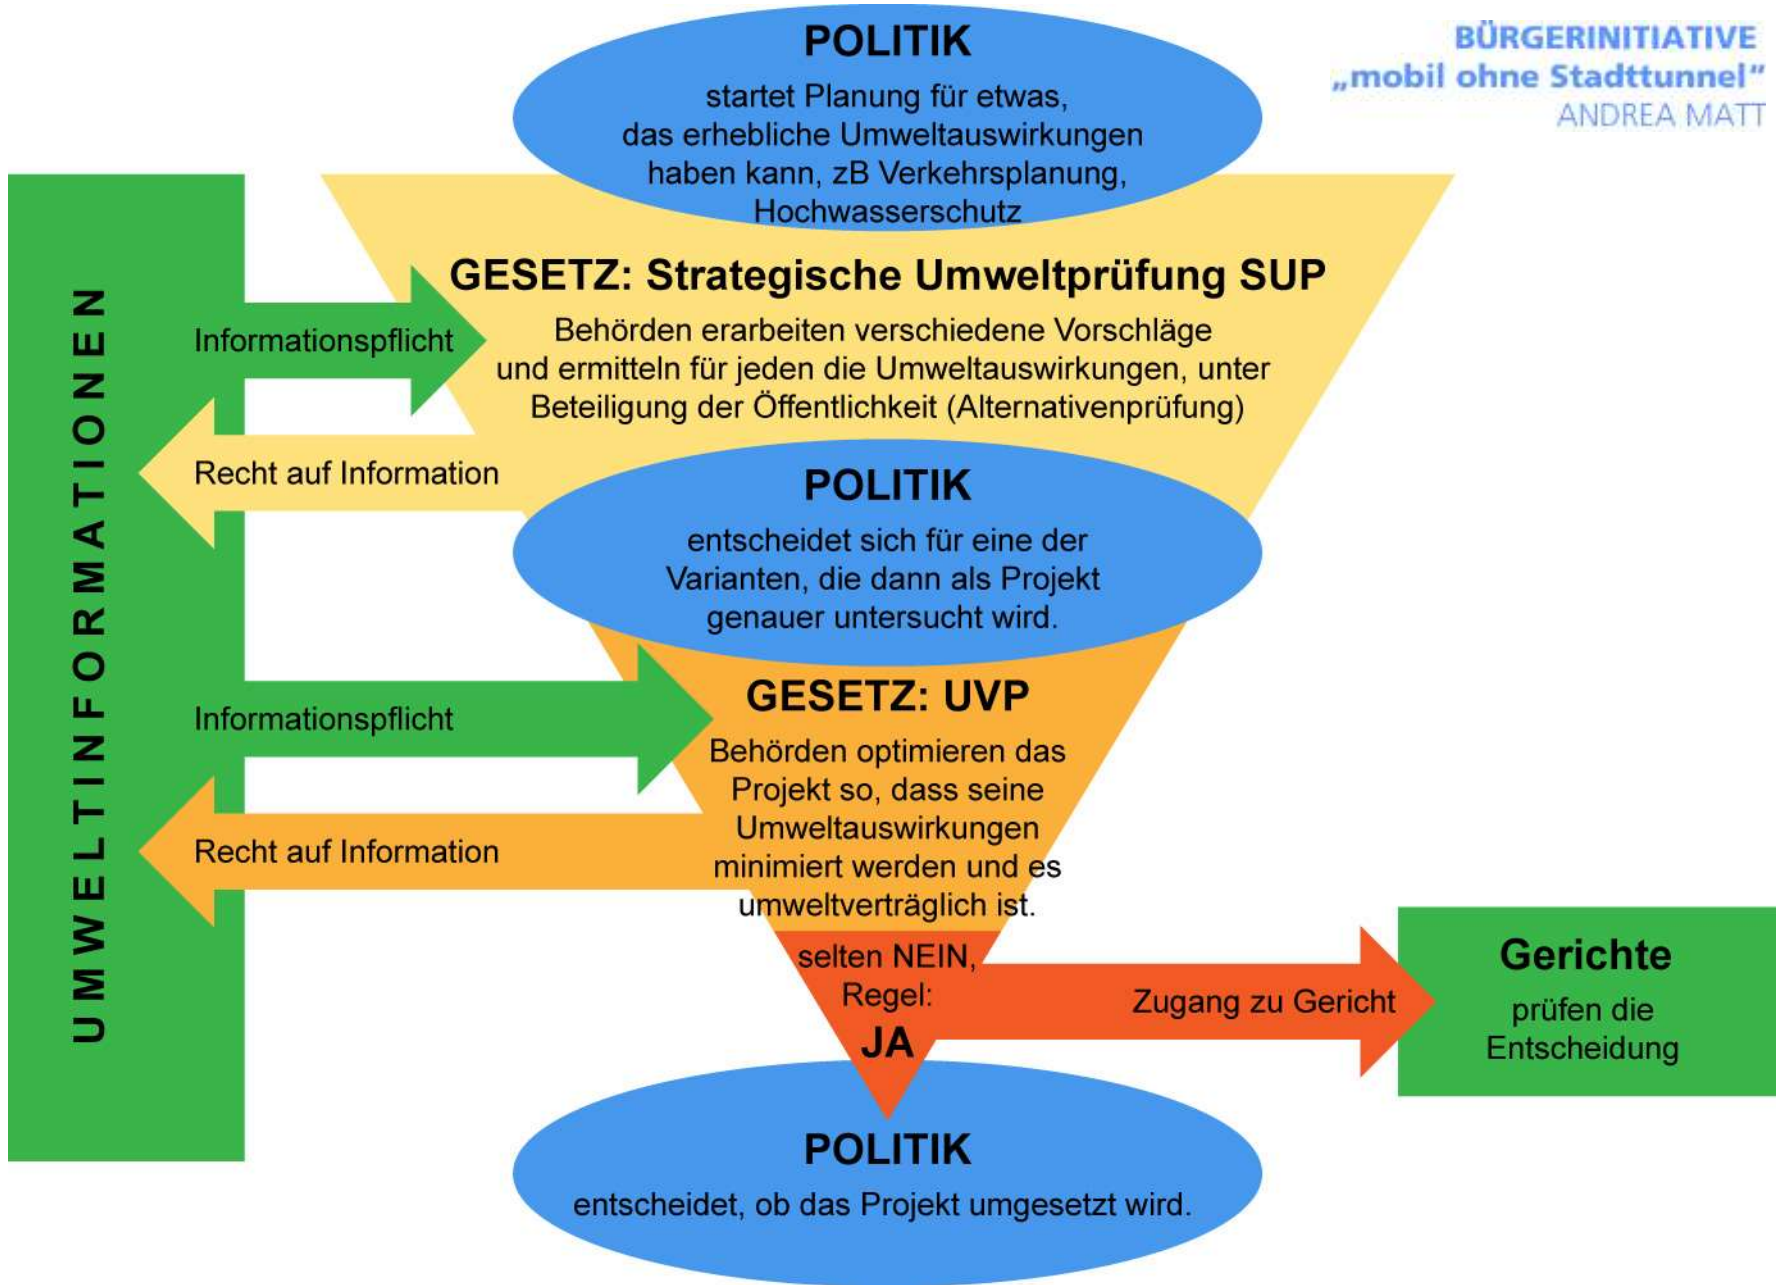 POLITIK
startet Planung für etwas,
das erhebliche Umweltauswirkungen
haben kann, zB Verkehrsplanung,
Hochwasserschutz
BÜRGERINITIATIVE
„mobil ohne Stadttunnel"
ANDREA MATT
UMWELTINFORMATIONEN
GESETZ: Strategische Umweltprüfung SUP
Behörden erarbeiten verschiedene Vorschläge
und ermitteln für jeden die Umweltauswirkungen, unter
Beteiligung der Öffentlichkeit (Alternativenprüfung)
Informationspflicht
Recht auf Information
POLITIK
entscheidet sich für eine der
Varianten, die dann als Projekt
genauer untersucht wird.
GESETZ: UVP
Behörden optimieren das
Projekt so, dass seine
Umweltauswirkungen
minimiert werden und es
umweltverträglich ist.
Informationspflicht
Recht auf Information
selten NEIN,
Regel:
JA
Zugang zu Gericht
Gerichte
prüfen die
Entscheidung
POLITIK
entscheidet, ob das Projekt umgesetzt wird.